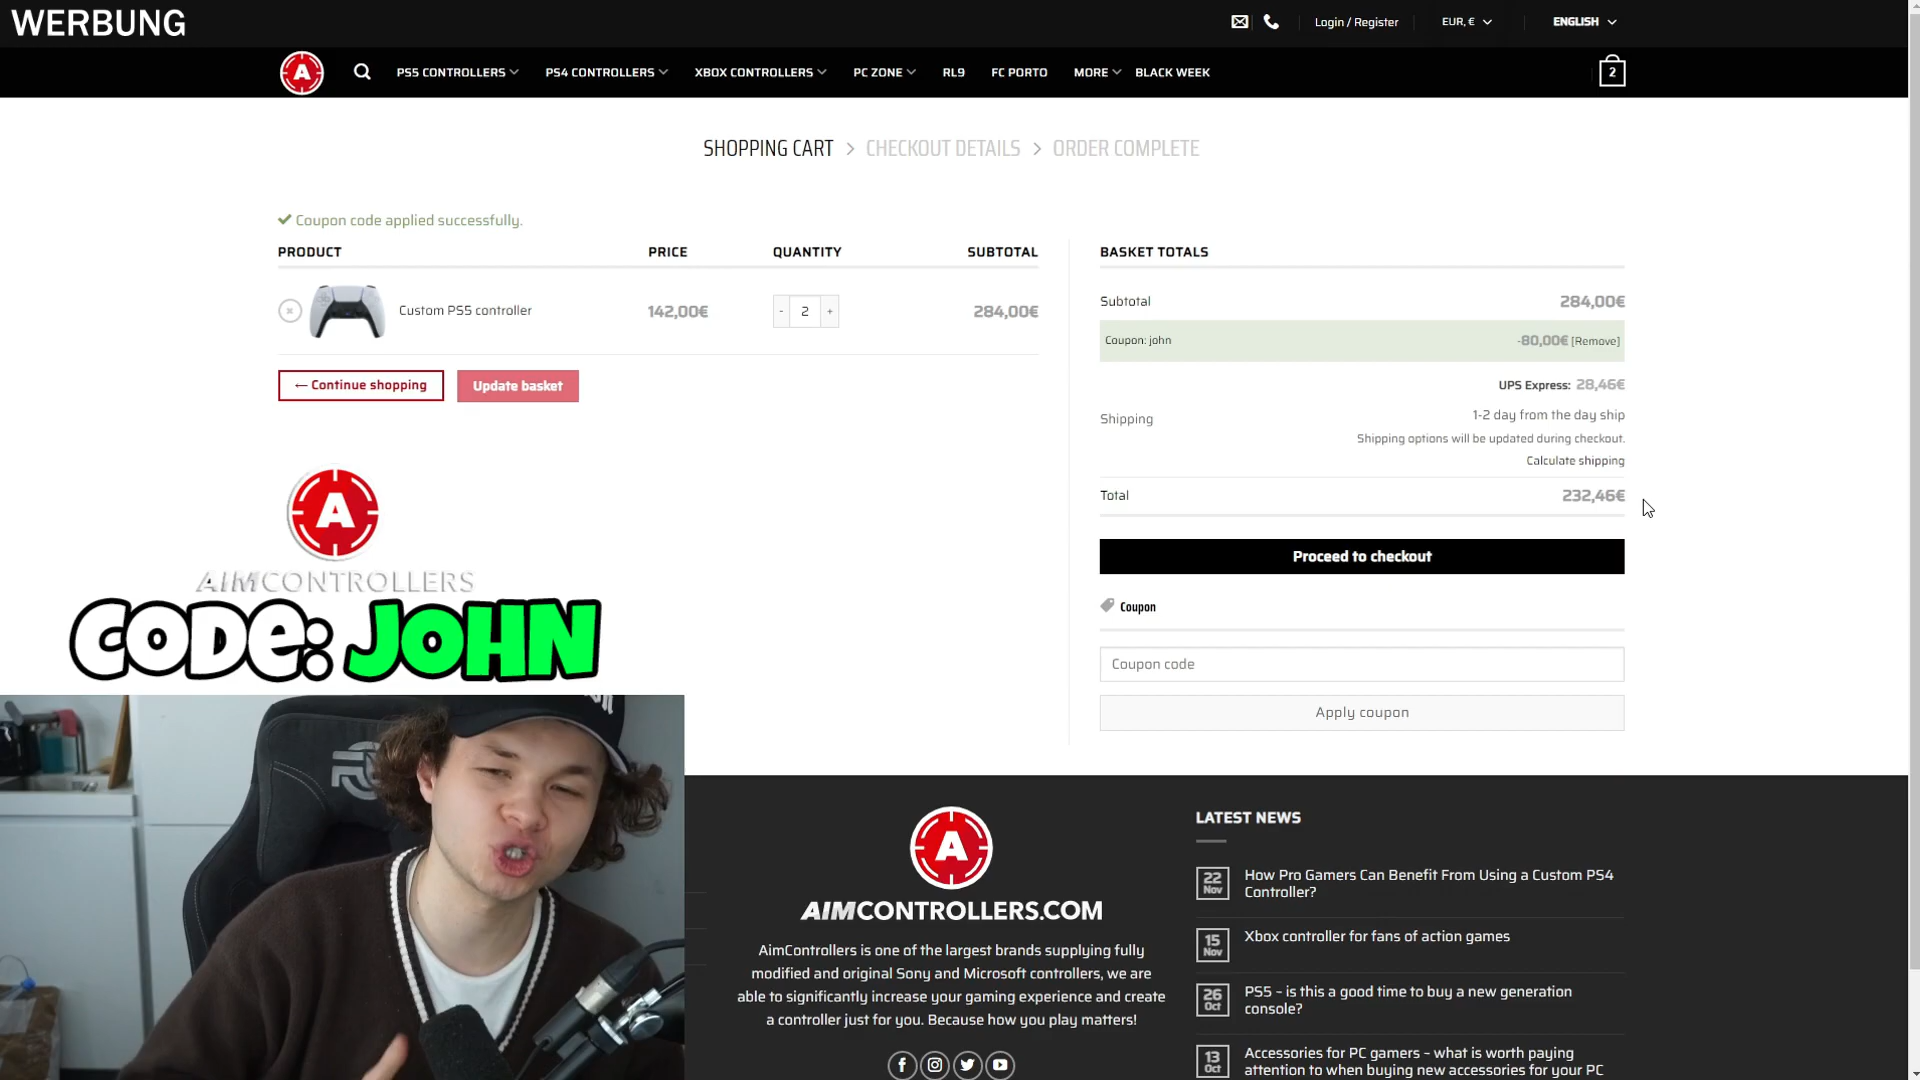 WERBUNG
Login / Register
EUR, €
ENGLISH
A
PS5 CONTROLLERS
PS4 CONTROLLERS
XBOX CONTROLLERS
PC ZONE
RL9
FC PORTO
MORE
BLACK WEEK
2
SHOPPING CART > CHECKOUT DETAILS > ORDER COMPLETE
Coupon code applied successfully.
PRODUCT PRICE QUANTITY SUBTOTAL
× Custom PS5 controller 142,00€ - 2 + 284,00€
← Continue shopping
Update basket
BASKET TOTALS
Subtotal 284,00€
Coupon: john -80,00€ [Remove]
UPS Express: 28,46€
1-2 day from the day ship
Shipping
Shipping options will be updated during checkout.
Calculate shipping
Total 232,46€
Proceed to checkout
Coupon
Coupon code
Apply coupon
A
AIMCONTROLLERS
CODE: JOHN
A
AIMCONTROLLERS.COM
AimControllers is one of the largest brands supplying fully
modified and original Sony and Microsoft controllers, we are
able to significantly increase your gaming experience and create
a controller just for you. Because how you play matters!
LATEST NEWS
22 Nov
How Pro Gamers Can Benefit From Using a Custom PS4
Controller?
15 Nov
Xbox controller for fans of action games
26 Oct
PS5 – is this a good time to buy a new generation
console?
13 Oct
Accessories for PC gamers – what is worth paying
attention to when buying new accessories for your PC